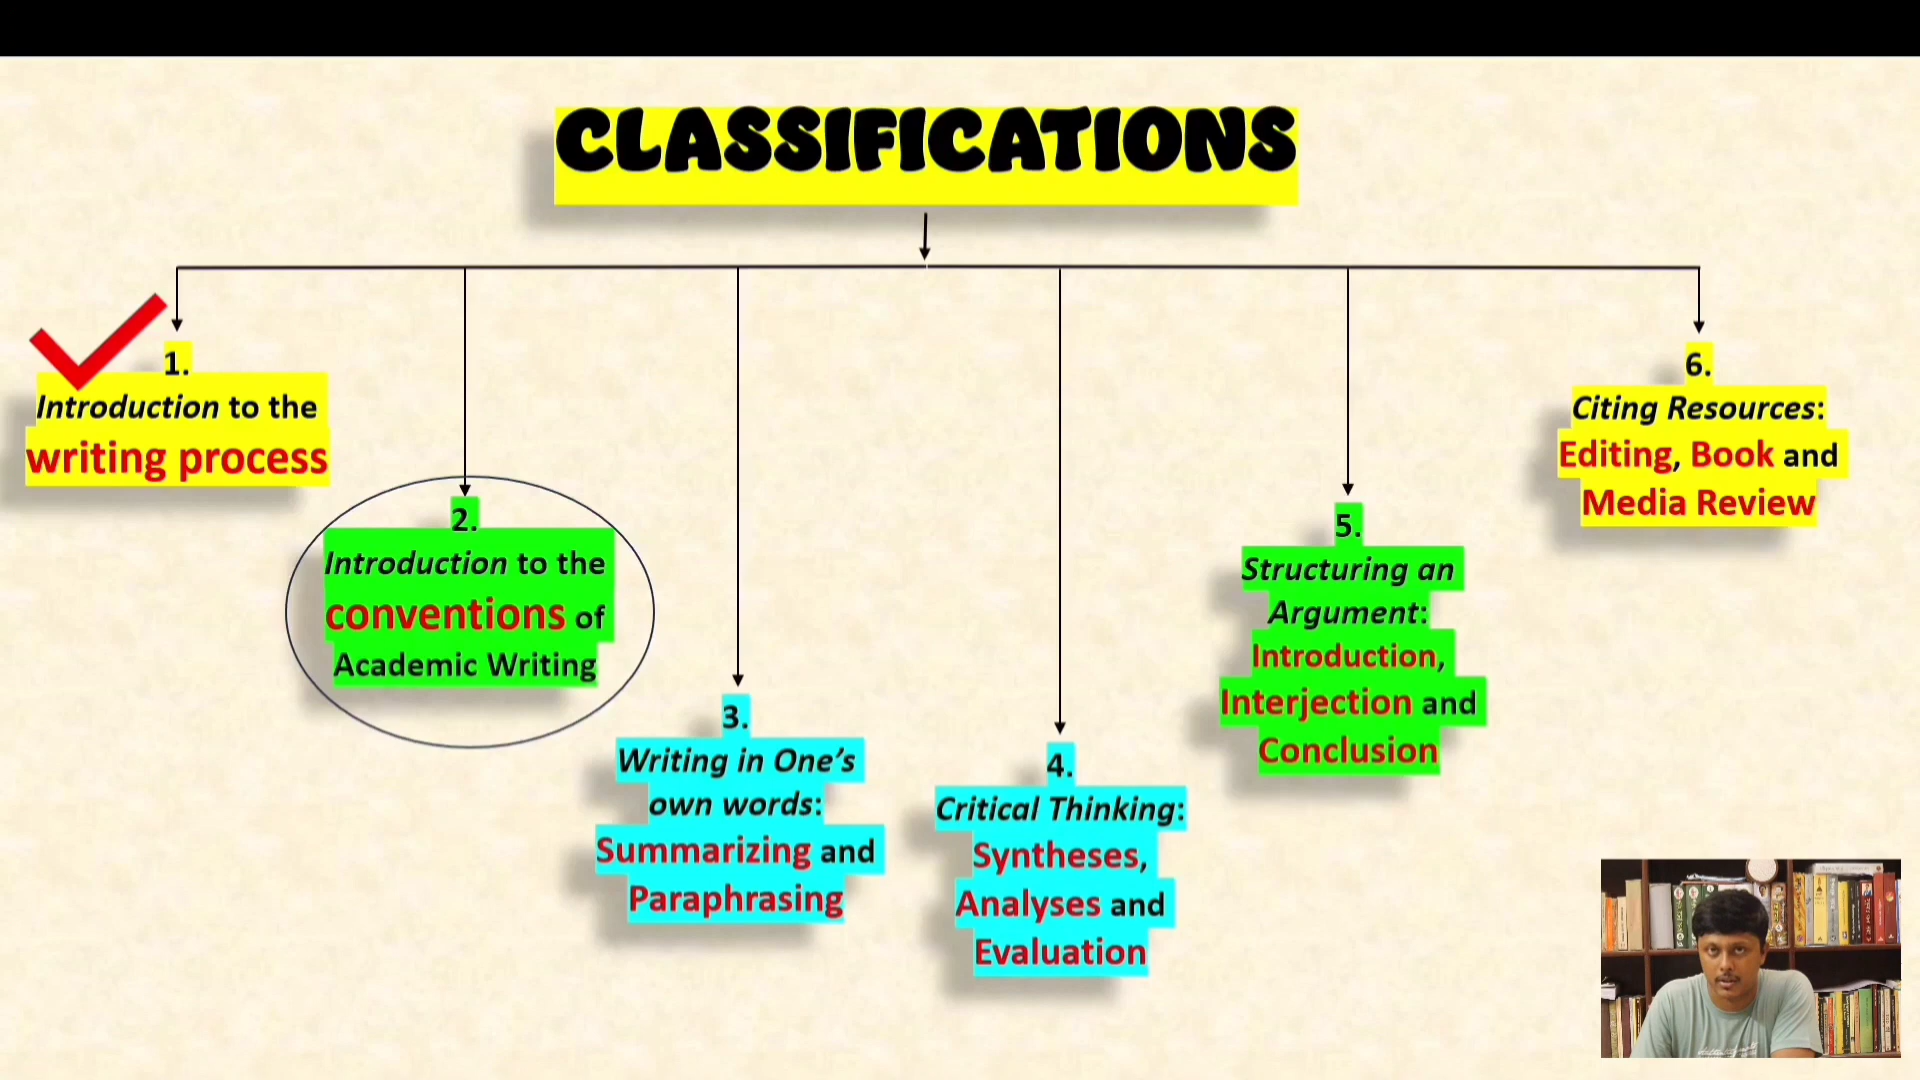 CLASSIFICATIONS
1.
Introduction to the
writing process
2.
Introduction to the
conventions of
Academic Writing
3.
Writing in One's
own words:
Summarizing and
Paraphrasing
4.
Critical Thinking:
Syntheses,
Analyses and
Evaluation
5.
Structuring an
Argument:
Introduction,
Interjection and
Conclusion
6.
Citing Resources:
Editing, Book and
Media Review